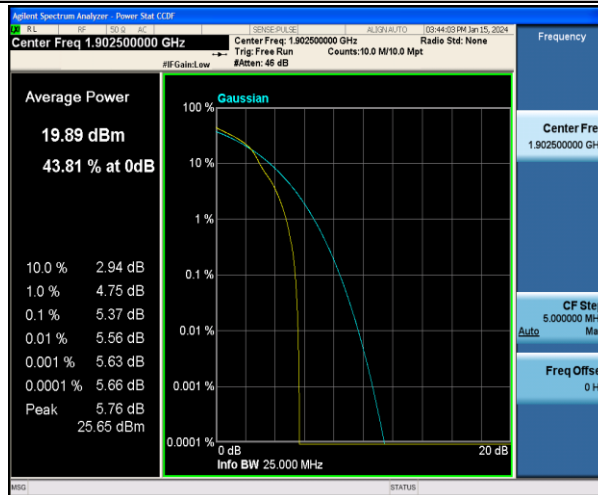 Agilent Spectrum Analyzer - Power Stat CCDF
RL RF 50 Ω AC SENSE:PULSE ALIGN AUTO 03:44:03 PM Jan 15, 2024
Center Freq 1.902500000 GHz
Center Freq: 1.902500000 GHz Radio Std: None
Trig: Free Run Counts:10.0 M/10.0 Mpt
#IFGain:Low #Atten: 46 dB
Frequency
Average Power
19.89 dBm
43.81 % at 0dB
10.0 % 2.94 dB
1.0 % 4.75 dB
0.1 % 5.37 dB
0.01 % 5.56 dB
0.001 % 5.63 dB
0.0001 % 5.66 dB
Peak 5.76 dB
25.65 dBm
Gaussian
100 %
10 %
1 %
0.1 %
0.01 %
0.001 %
0.0001 %
0 dB 20 dB
Info BW 25.000 MHz
Center Fre
1.902500000 GH
CF Ste
5.000000 MH
Auto Ma
Freq Offse
0 H
MSG STATUS